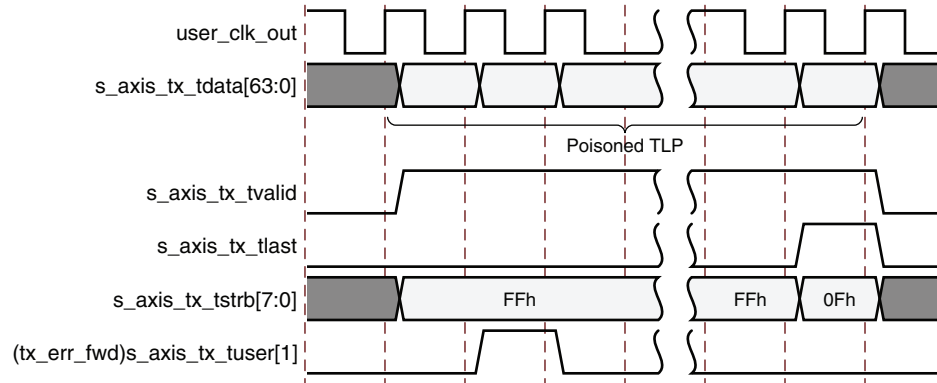 user_clk_out
s_axis_tx_tdata[63:0]
Poisoned TLP
s_axis_tx_tvalid
s_axis_tx_tlast
s_axis_tx_tstrb[7:0] FFh FFh 0Fh
(tx_err_fwd)s_axis_tx_tuser[1]